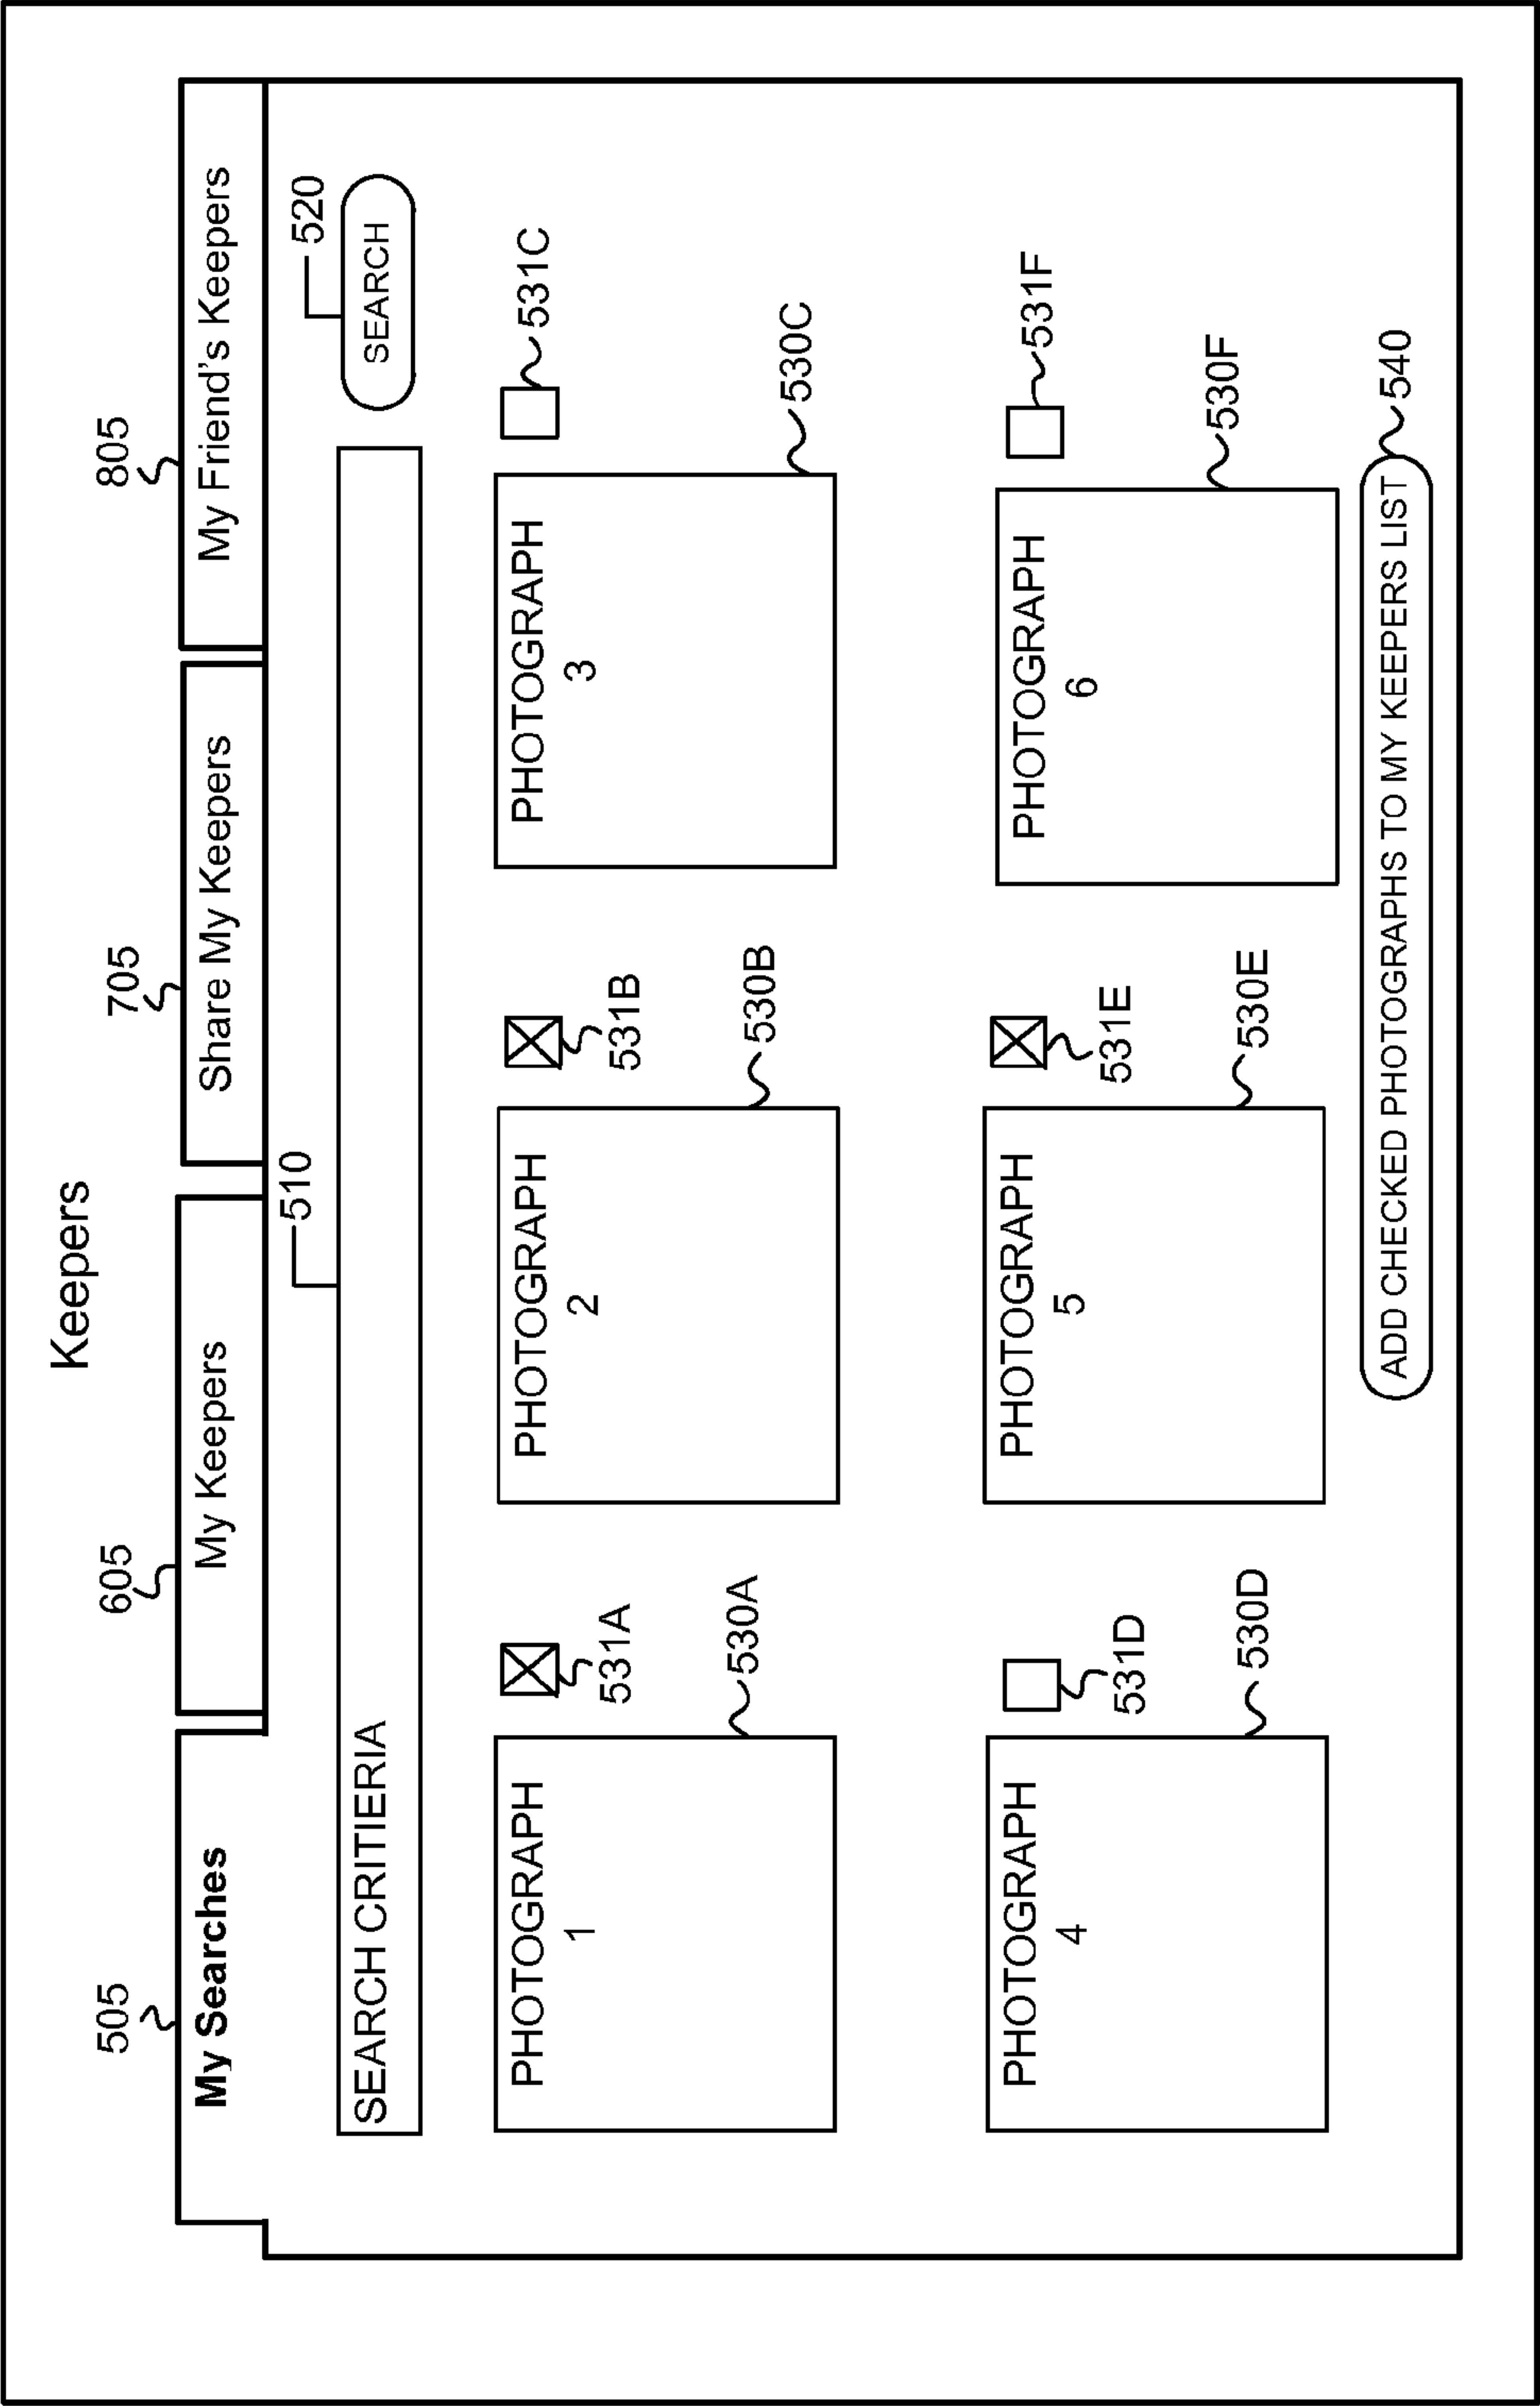 Keepers
505
605
705
805
My Searches
My Keepers
Share My Keepers
My Friend's Keepers
510
520
SEARCH CRITIERIA
SEARCH
PHOTOGRAPH
1
531A
530A
PHOTOGRAPH
2
531B
530B
PHOTOGRAPH
3
531C
530C
PHOTOGRAPH
4
531D
530D
PHOTOGRAPH
5
531E
530E
PHOTOGRAPH
6
531F
530F
ADD CHECKED PHOTOGRAPHS TO MY KEEPERS LIST
540